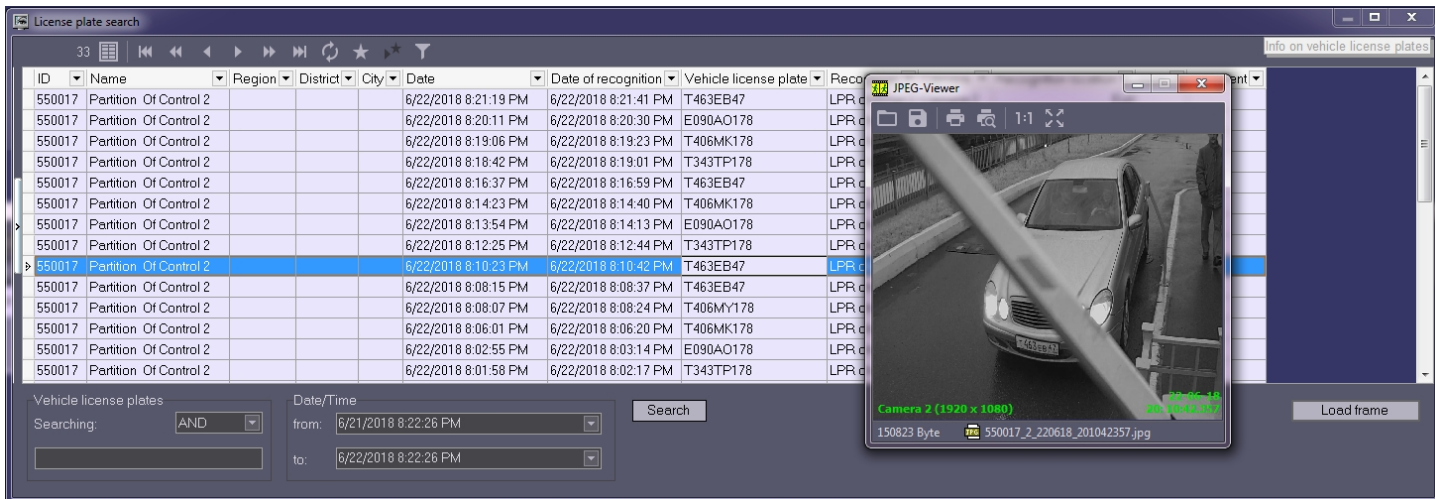 License plate search
33
Info on vehicle license plates
ID Name Region District City Date Date of recognition Vehicle license plate
550017 Partition Of Control 2 6/22/2018 8:21:19 PM 6/22/2018 8:21:41 PM T463EB47 LPR
550017 Partition Of Control 2 6/22/2018 8:20:11 PM 6/22/2018 8:20:30 PM E090AO178 LPR
550017 Partition Of Control 2 6/22/2018 8:19:06 PM 6/22/2018 8:19:23 PM T406MK178 LPR
550017 Partition Of Control 2 6/22/2018 8:18:42 PM 6/22/2018 8:19:01 PM T343TP178 LPR
550017 Partition Of Control 2 6/22/2018 8:16:37 PM 6/22/2018 8:16:59 PM T463EB47 LPR
550017 Partition Of Control 2 6/22/2018 8:14:23 PM 6/22/2018 8:14:40 PM T406MK178 LPR
550017 Partition Of Control 2 6/22/2018 8:13:54 PM 6/22/2018 8:14:13 PM E090AO178 LPR
550017 Partition Of Control 2 6/22/2018 8:12:25 PM 6/22/2018 8:12:44 PM T343TP178 LPR
550017 Partition Of Control 2 6/22/2018 8:10:23 PM 6/22/2018 8:10:42 PM T463EB47 LPR
550017 Partition Of Control 2 6/22/2018 8:08:15 PM 6/22/2018 8:08:37 PM T463EB47 LPR
550017 Partition Of Control 2 6/22/2018 8:08:07 PM 6/22/2018 8:08:24 PM T406MY178 LPR
550017 Partition Of Control 2 6/22/2018 8:06:01 PM 6/22/2018 8:06:20 PM T406MK178 LPR
550017 Partition Of Control 2 6/22/2018 8:02:55 PM 6/22/2018 8:03:14 PM E090AO178 LPR
550017 Partition Of Control 2 6/22/2018 8:01:58 PM 6/22/2018 8:02:17 PM T343TP178 LPR
JPEG-Viewer
1:1
Camera 2 (1920 x 1080)
22-06-18
150823 Byte JPG 550017_2_220618_201042357.jpg
Vehicle license plates
Searching: AND
Date/Time
from: 6/21/2018 8:22:26 PM
to: 6/22/2018 8:22:26 PM
Search
Load frame